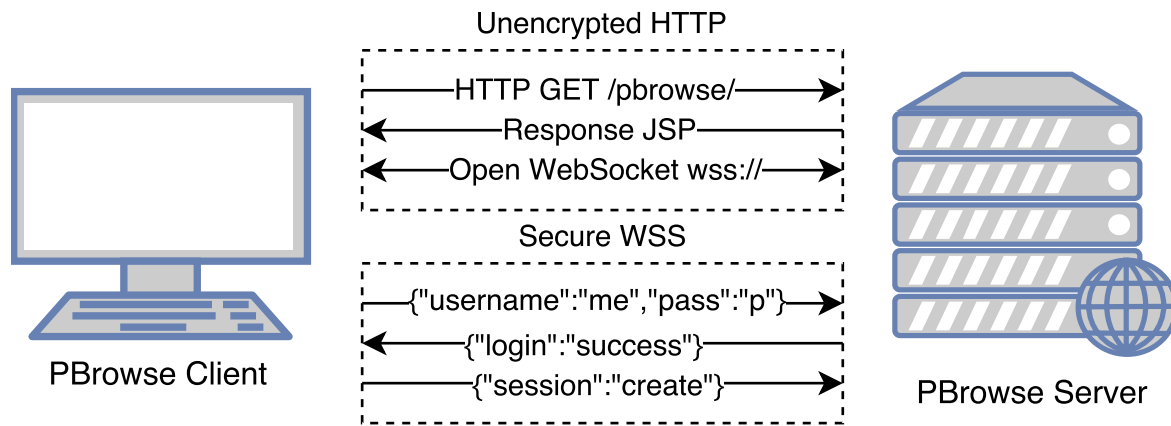 Unencrypted HTTP
HTTP GET /pbrowse/
Response JSP
Open WebSocket wss://
Secure WSS
{"username":"me","pass":"p"}
{"login":"success"}
{"session":"create"}
PBrowse Client
PBrowse Server